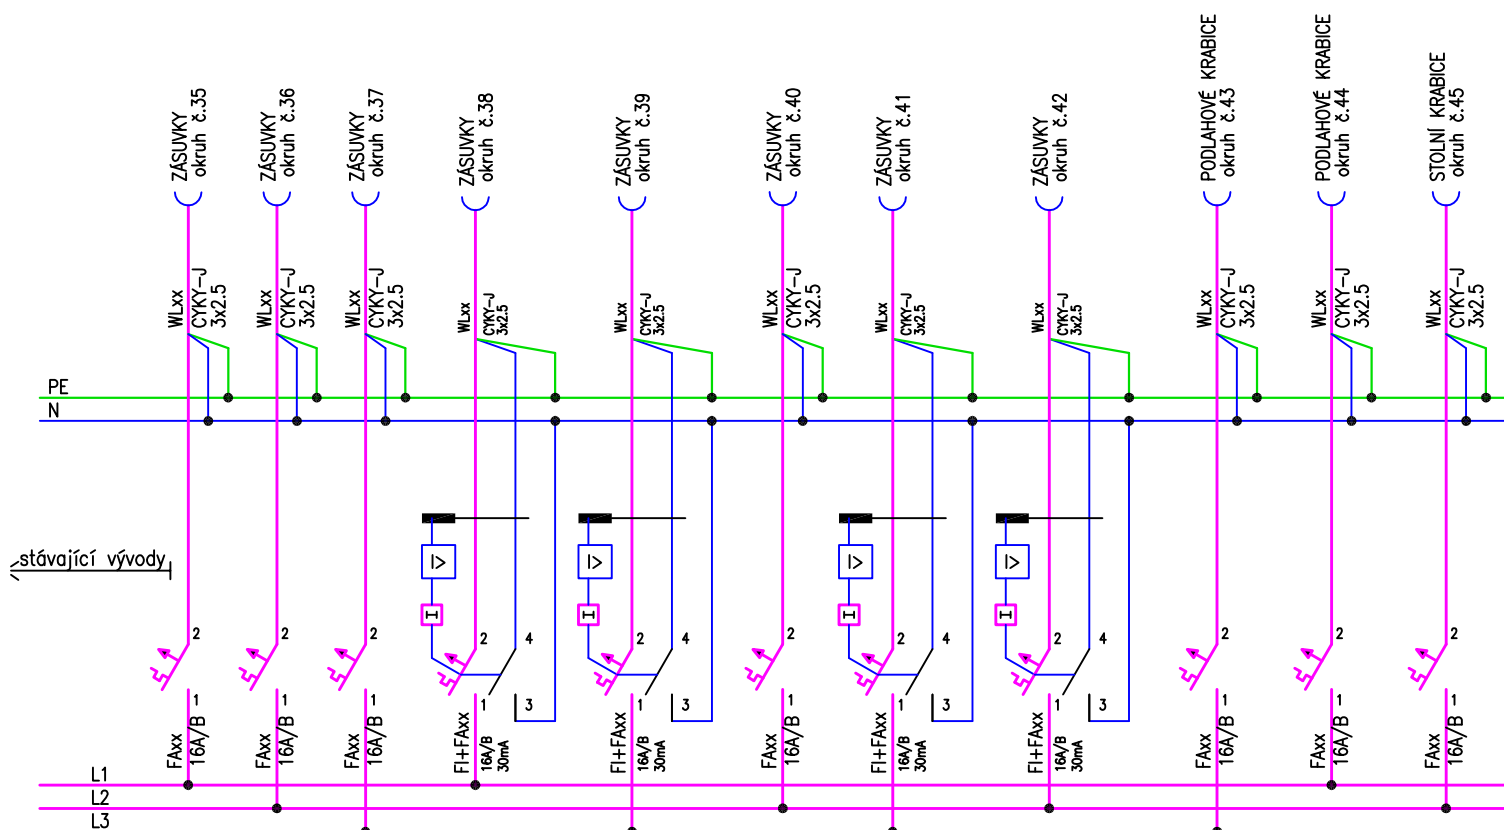 ZÁSUVKY
okruh č.35
ZÁSUVKY
okruh č.36
ZÁSUVKY
okruh č.37
ZÁSUVKY
okruh č.38
ZÁSUVKY
okruh č.39
ZÁSUVKY
okruh č.40
ZÁSUVKY
okruh č.41
ZÁSUVKY
okruh č.42
PODLAHOVÉ KRABICE
okruh č.43
PODLAHOVÉ KRABICE
okruh č.44
STOLNÍ KRABICE
okruh č.45
WLxx
CYKY-J
3x2.5
WLxx
CYKY-J
3x2.5
WLxx
CYKY-J
3x2.5
WLxx
CYKY-J
3x2.5
WLxx
CYKY-J
3x2.5
WLxx
CYKY-J
3x2.5
WLxx
CYKY-J
3x2.5
WLxx
CYKY-J
3x2.5
WLxx
CYKY-J
3x2.5
WLxx
CYKY-J
3x2.5
WLxx
CYKY-J
3x2.5
PE
N
stávající vývody
I>
I>
I>
I>
I
I
I
I
2
2
2
2
4
2
4
2
2
4
2
4
2
2
2
1
1
1
1
3
1
3
1
1
3
1
3
1
1
1
FAxx
16A/B
FAxx
16A/B
FAxx
16A/B
FI+FAxx
16A/B
30mA
FI+FAxx
16A/B
30mA
FAxx
16A/B
FI+FAxx
16A/B
30mA
FI+FAxx
16A/B
30mA
FAxx
16A/B
FAxx
16A/B
FAxx
16A/B
L1
L2
L3